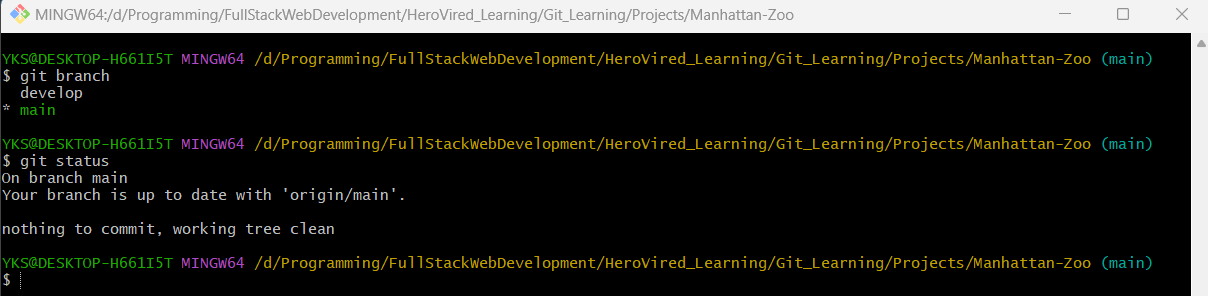 MINGW64:/d/Programming/FullStackWebDevelopment/HeroVired_Learning/Git_Learning/Projects/Manhattan-Zoo
YKS@DESKTOP-H661I5T MINGW64 /d/Programming/FullStackWebDevelopment/HeroVired_Learning/Git_Learning/Projects/Manhattan-Zoo (main)
$ git branch
  develop
* main
YKS@DESKTOP-H661I5T MINGW64 /d/Programming/FullStackWebDevelopment/HeroVired_Learning/Git_Learning/Projects/Manhattan-Zoo (main)
$ git status
On branch main
Your branch is up to date with 'origin/main'.
nothing to commit, working tree clean
YKS@DESKTOP-H661I5T MINGW64 /d/Programming/FullStackWebDevelopment/HeroVired_Learning/Git_Learning/Projects/Manhattan-Zoo (main)
$